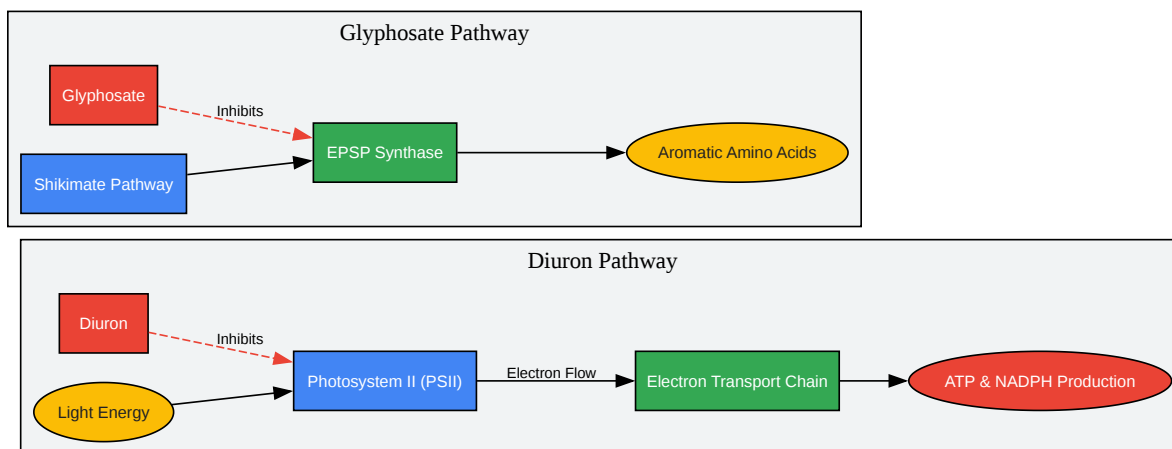 Glyphosate Pathway
Glyphosate
Inhibits
EPSP Synthase
Aromatic Amino Acids
Shikimate Pathway
Diuron Pathway
Diuron
Inhibits
Photosystem II (PSII)
Electron Flow
Electron Transport Chain
ATP & NADPH Production
Light Energy